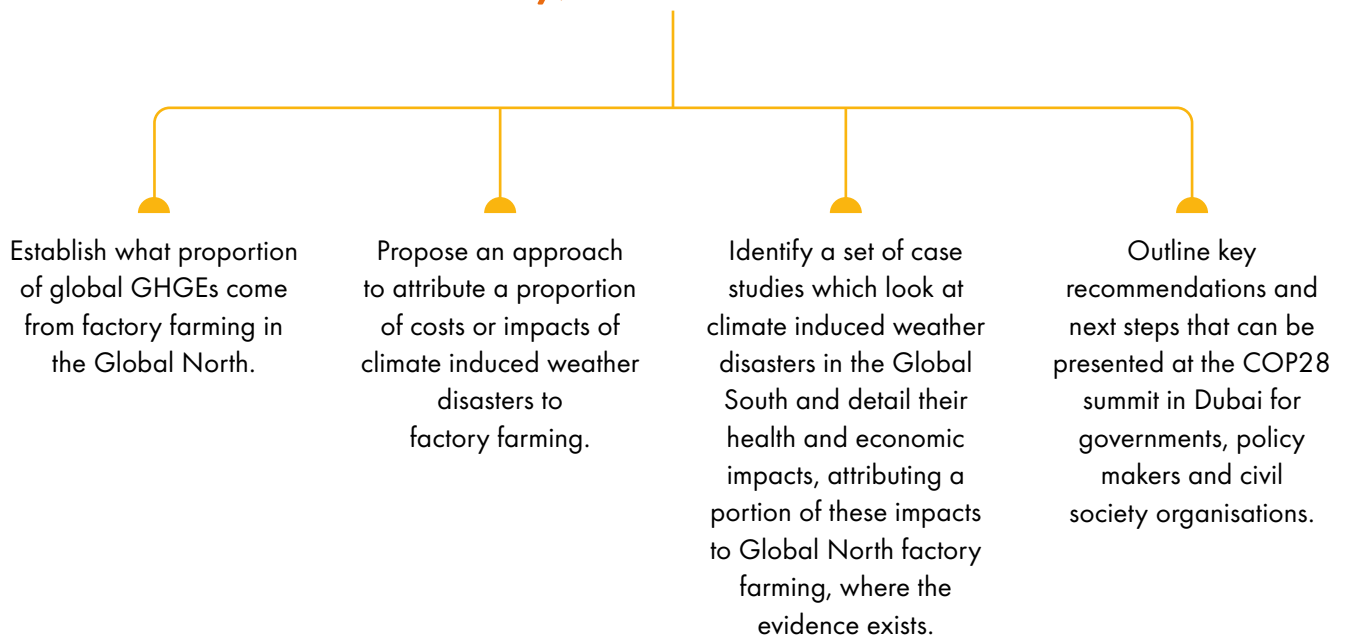 Establish what proportion
of global GHGEs come
from factory farming in
the Global North.
Propose an approach
to attribute a proportion
of costs or impacts of
climate induced weather
disasters to
factory farming.
Identify a set of case
studies which look at
climate induced weather
disasters in the Global
South and detail their
health and economic
impacts, attributing a
portion of these impacts
to Global North factory
farming, where the
evidence exists.
Outline key
recommendations and
next steps that can be
presented at the COP28
summit in Dubai for
governments, policy
makers and civil
society organisations.